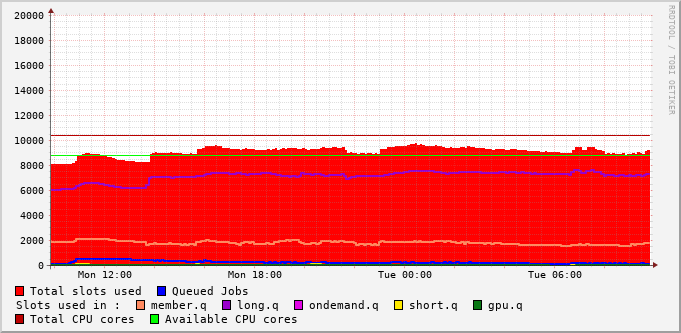 20000
18000
16000
14000
12000
10000
8000
6000
4000
2000
0
Mon 12:00 Mon 18:00 Tue 00:00 Tue 06:00
Total slots used Queued Jobs
Slots used in : member.q long.q ondemand.q short.q gpu.q
Total CPU cores Available CPU cores
RRDTOOL / TOBI OETIKER